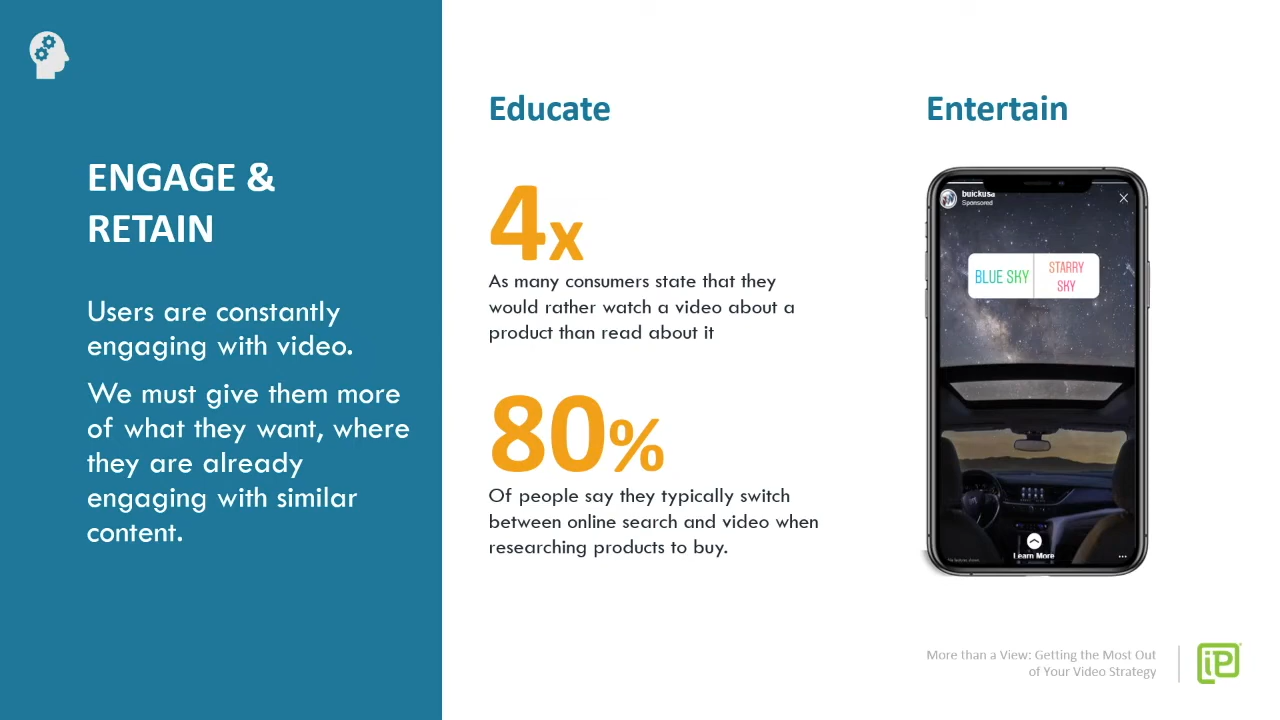 ENGAGE &
RETAIN
Users are constantly
engaging with video.
We must give them more
of what they want, where
they are already
engaging with similar
content.
Educate
4x
As many consumers state that they
would rather watch a video about a
product than read about it
80%
Of people say they typically switch
between online search and video when
researching products to buy.
Entertain
buickusa
Sponsored
BLUE SKY
STARRY
SKY
Learn More
More than a View: Getting the Most Out
of Your Video Strategy
iP